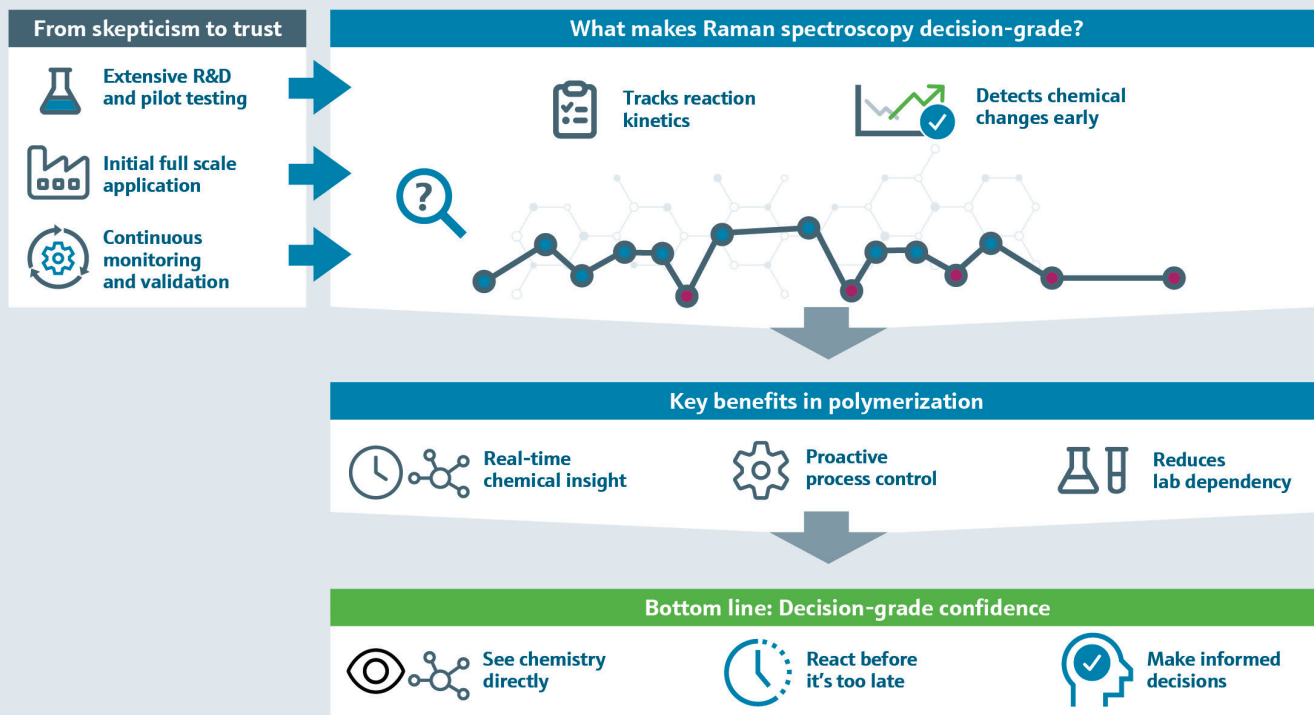 From skepticism to trust
Extensive R&D
and pilot testing
Initial full scale
application
Continuous
monitoring
and validation
What makes Raman spectroscopy decision-grade?
Tracks reaction
kinetics
Detects chemical
changes early
?
Key benefits in polymerization
Real-time
chemical insight
Proactive
process control
Reduces
lab dependency
Bottom line: Decision-grade confidence
See chemistry
directly
React before
it's too late
Make informed
decisions